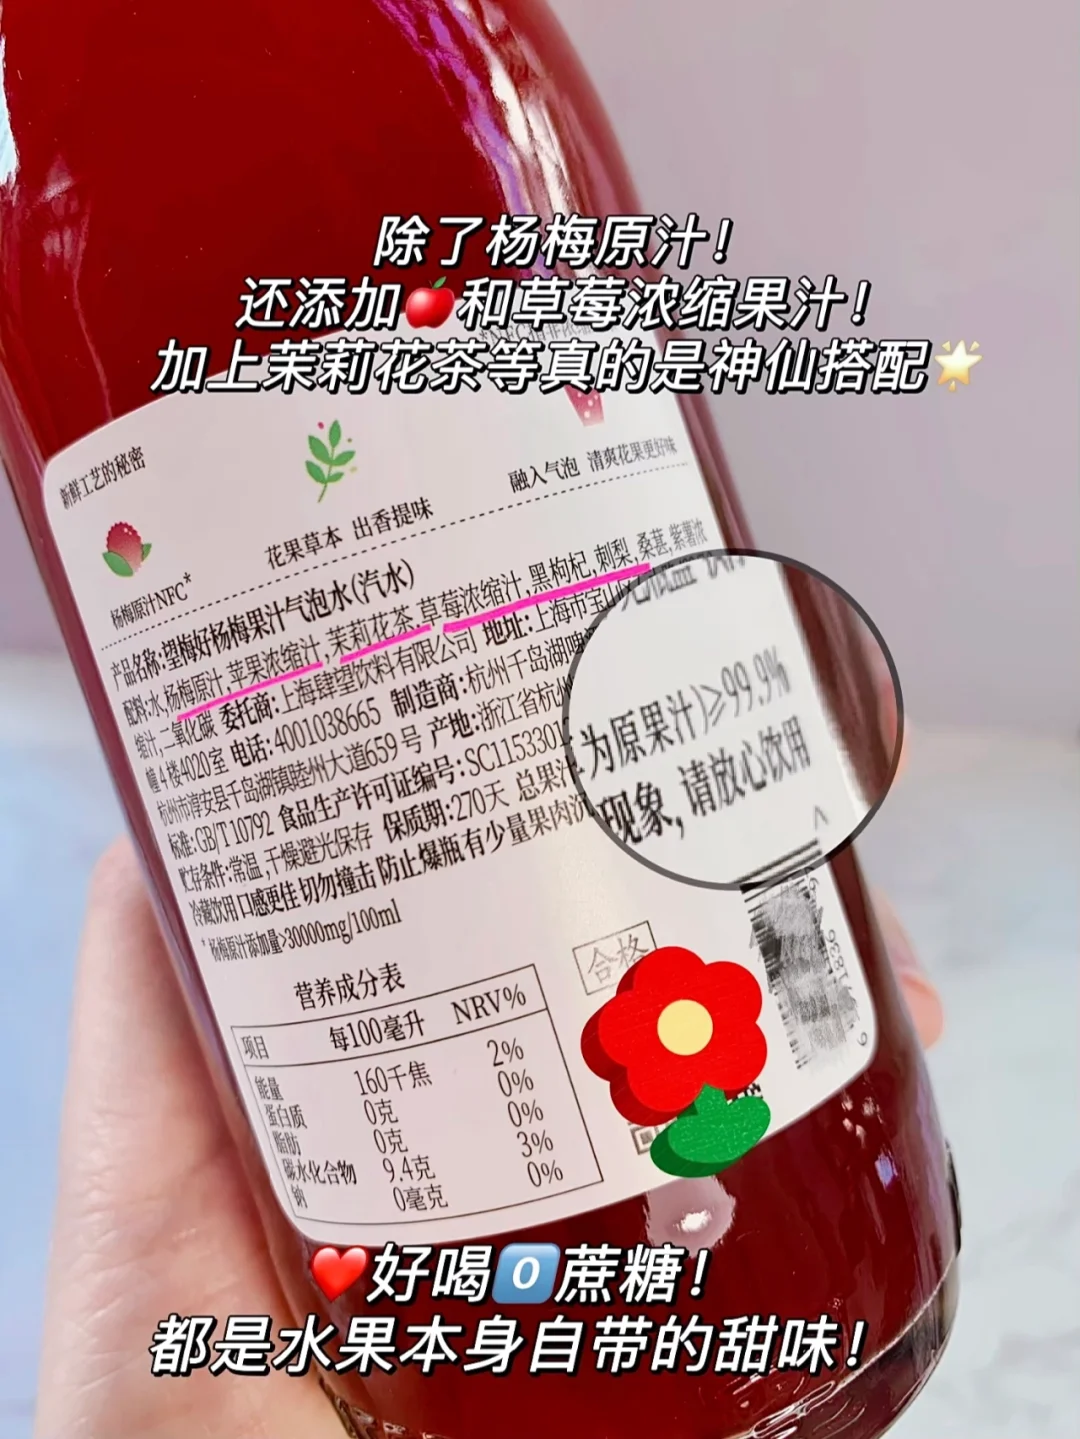 除了杨梅原汁！
还添加🍎和草莓浓缩果汁！
加上茉莉花茶等真的是神仙搭配🌟
新鲜工艺的秘密
杨梅原汁NFC*
花果草本 出香提味
融入气泡 清爽花果更好味
产品名称:望梅好杨梅果汁气泡水(汽水)
配料:水,杨梅原汁,苹果浓缩汁,茉莉花茶,草莓浓缩汁,黑枸杞,刺梨,桑葚,紫薯浓
缩汁,二氧化碳 委托商:上海肆望饮料有限公司 地址:上海市宝山
幢4楼4020室 电话:4001038665 制造商:杭州千岛湖啤
杭州市淳安县千岛湖镇睦州大道659号 产地:浙江省杭州
标准:GB/T10792 食品生产许可证编号:SC1153301
贮存条件:常温,干燥避光保存 保质期:270天 总果汁
冷藏饮用口感更佳切勿撞击防止爆瓶有少量果肉沉
*杨梅原汁添加量>30000mg/100ml
为原果汁)≥99.9%
现象,请放心饮用
合格
营养成分表
项目 每100毫升 NRV%
能量 160千焦 2%
蛋白质 0克 0%
脂肪 0克 0%
碳水化合物 9.4克 3%
钠 0毫克 0%
❤️好喝0️⃣蔗糖！
都是水果本身自带的甜味！